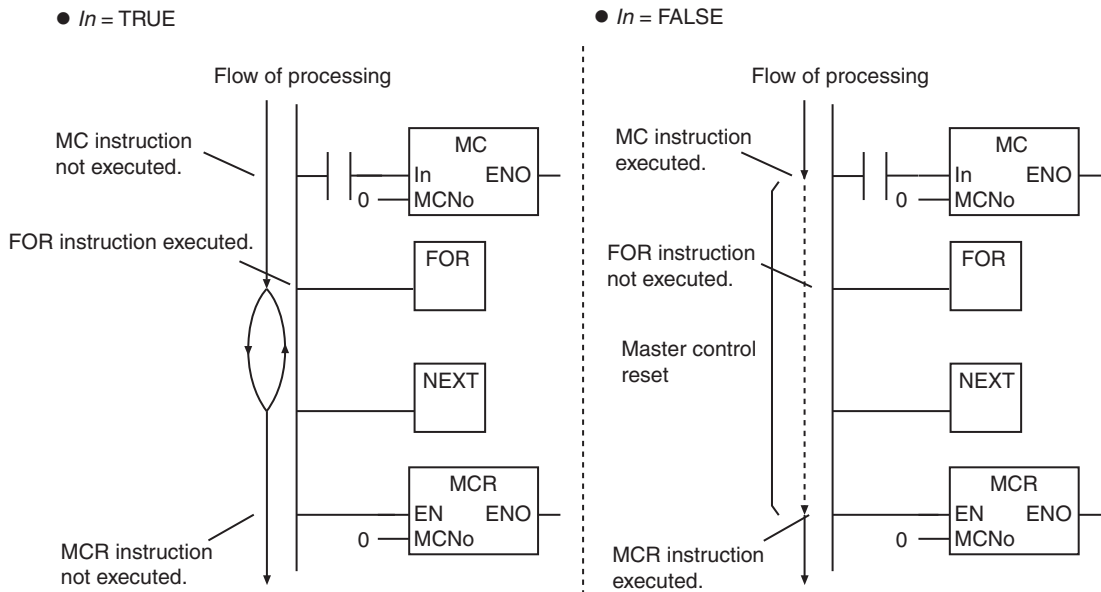 ● In = TRUE
Flow of processing
MC instruction
not executed.
MC
In ENO
0 MCNo
FOR instruction executed.
FOR
NEXT
MCR
EN ENO
0 MCNo
MCR instruction
not executed.
● In = FALSE
Flow of processing
MC instruction
executed.
MC
In ENO
0 MCNo
FOR instruction
not executed.
FOR
Master control
reset
NEXT
MCR
EN ENO
0 MCNo
MCR instruction
executed.